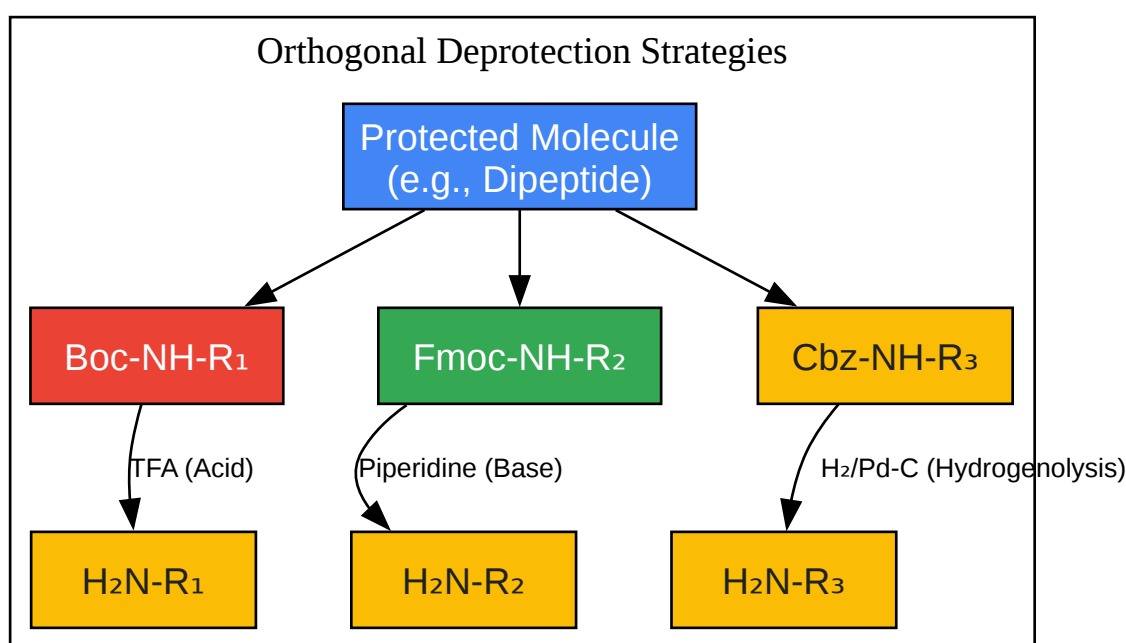 Orthogonal Deprotection Strategies
Protected Molecule
(e.g., Dipeptide)
Boc-NH-R₁
Fmoc-NH-R₂
Cbz-NH-R₃
TFA (Acid)
Piperidine (Base)
H₂/Pd-C (Hydrogenolysis)
H₂N-R₁
H₂N-R₂
H₂N-R₃